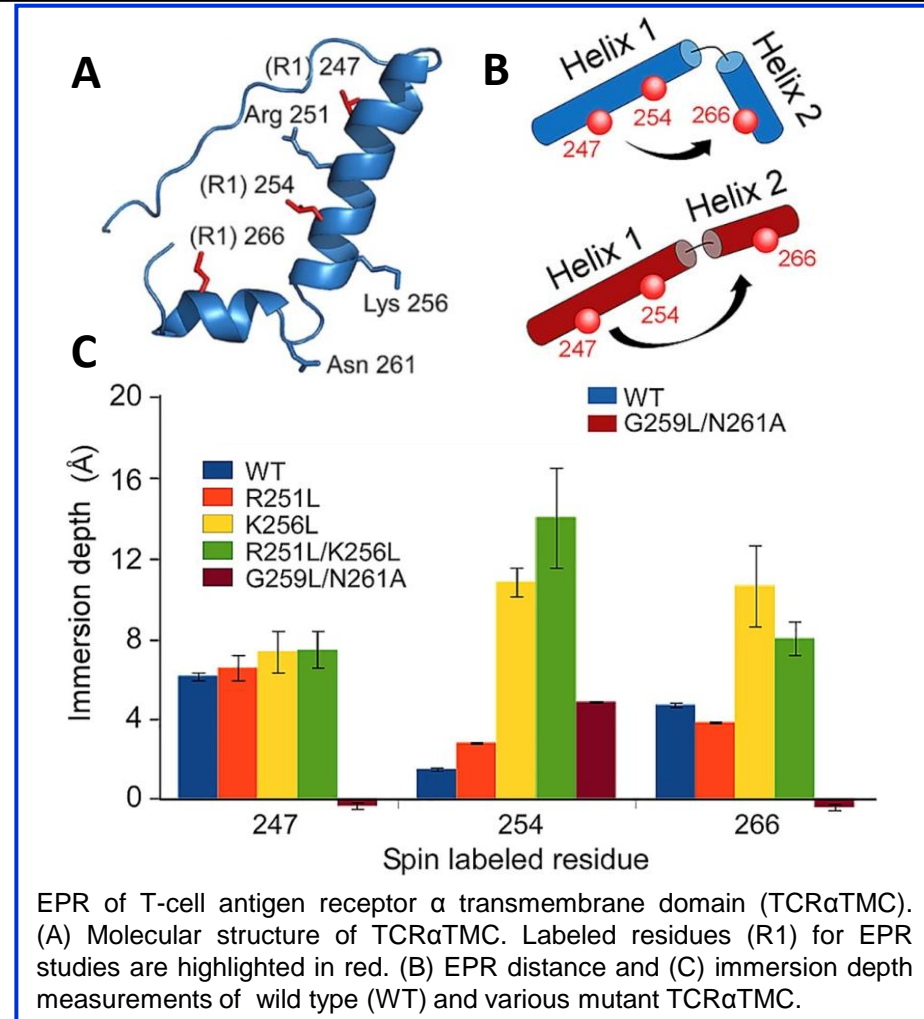 A
(R1) 247
Arg 251
(R1) 254
(R1) 266
Lys 256
Asn 261
B
Helix 1
Helix 2
247
254
266
Helix 1
Helix 2
247
254
266
C
Immersion depth (Å)
20
16
12
8
4
0
WT
R251L
K256L
R251L/K256L
G259L/N261A
WT
G259L/N261A
247
254
266
Spin labeled residue
EPR of T-cell antigen receptor α transmembrane domain (TCRαTMC).
(A) Molecular structure of TCRαTMC. Labeled residues (R1) for EPR
studies are highlighted in red. (B) EPR distance and (C) immersion depth
measurements of wild type (WT) and various mutant TCRαTMC.